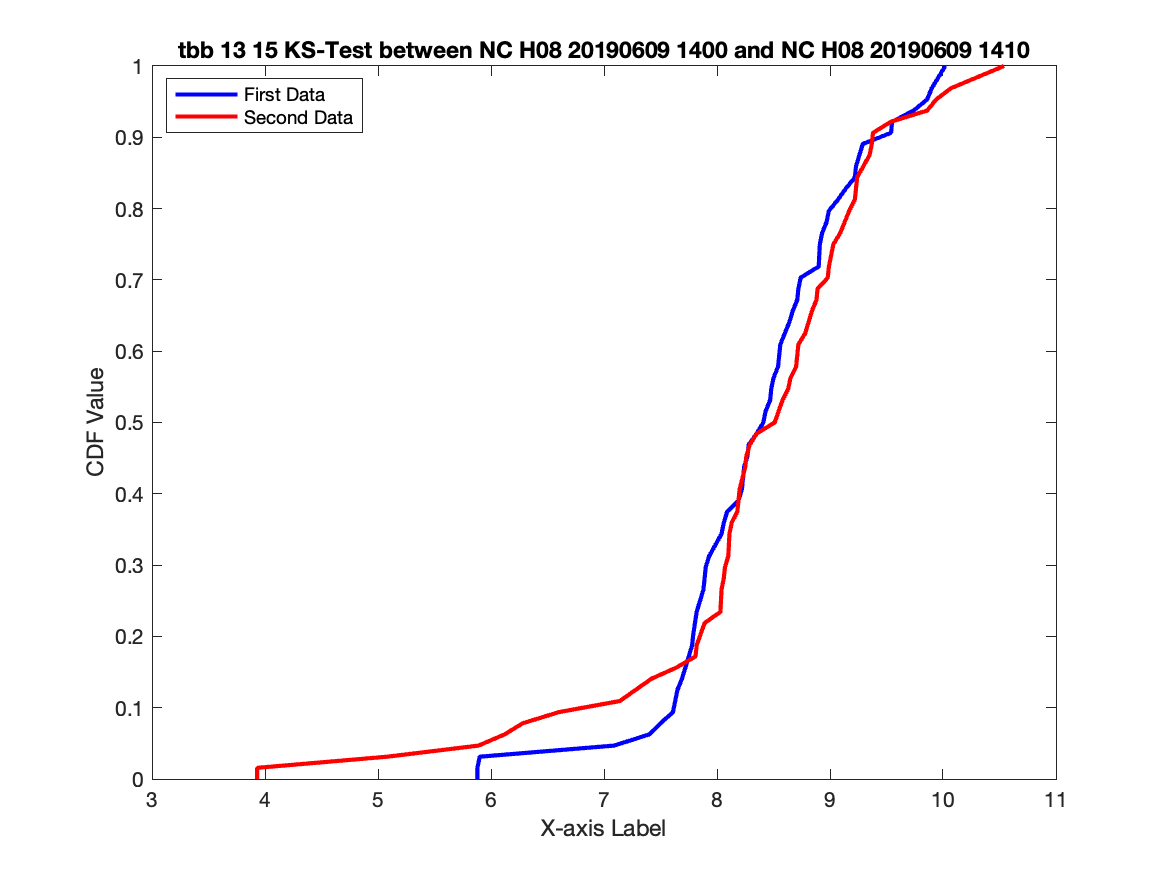 tbb 13 15 KS-Test between NC H08 20190609 1400 and NC H08 20190609 1410
First Data
Second Data
1
0.9
0.8
0.7
0.6
0.5
0.4
0.3
0.2
0.1
0
CDF Value
3 4 5 6 7 8 9 10 11
X-axis Label